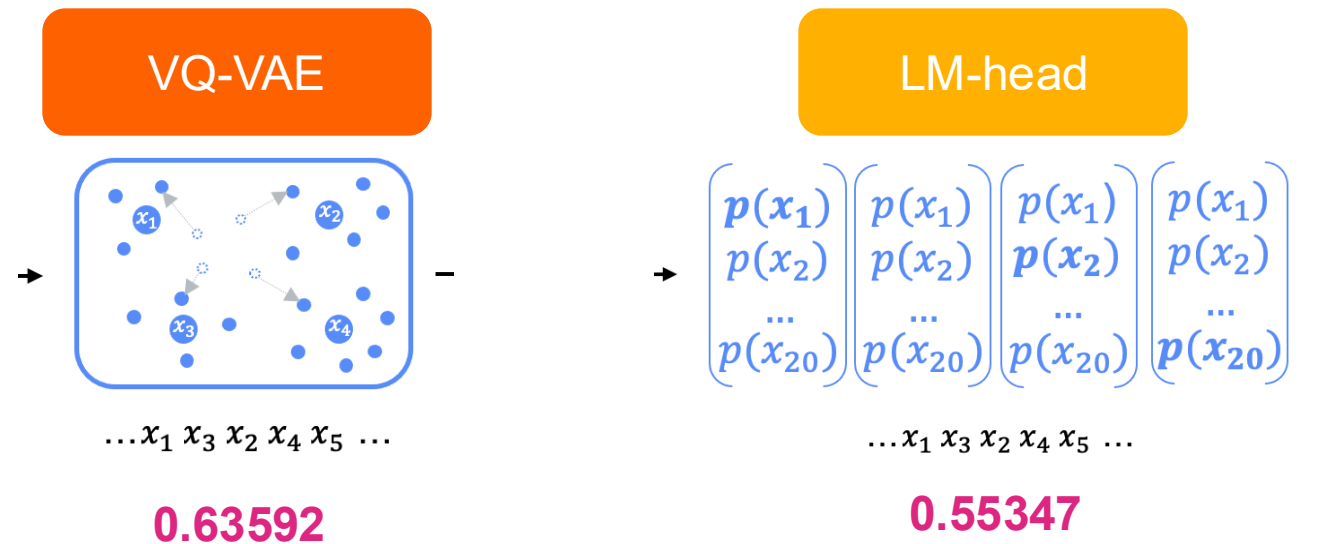 VQ-VAE
x₁ x₂
x₃ x₄
...x₁ x₃ x₂ x₄ x₅ ...
0.63592
LM-head
p(x₁) p(x₁) p(x₁) p(x₁)
p(x₂) p(x₂) p(x₂) p(x₂)
... ... ... ...
p(x₂₀) p(x₂₀) p(x₂₀) p(x₂₀)
...x₁ x₃ x₂ x₄ x₅ ...
0.55347